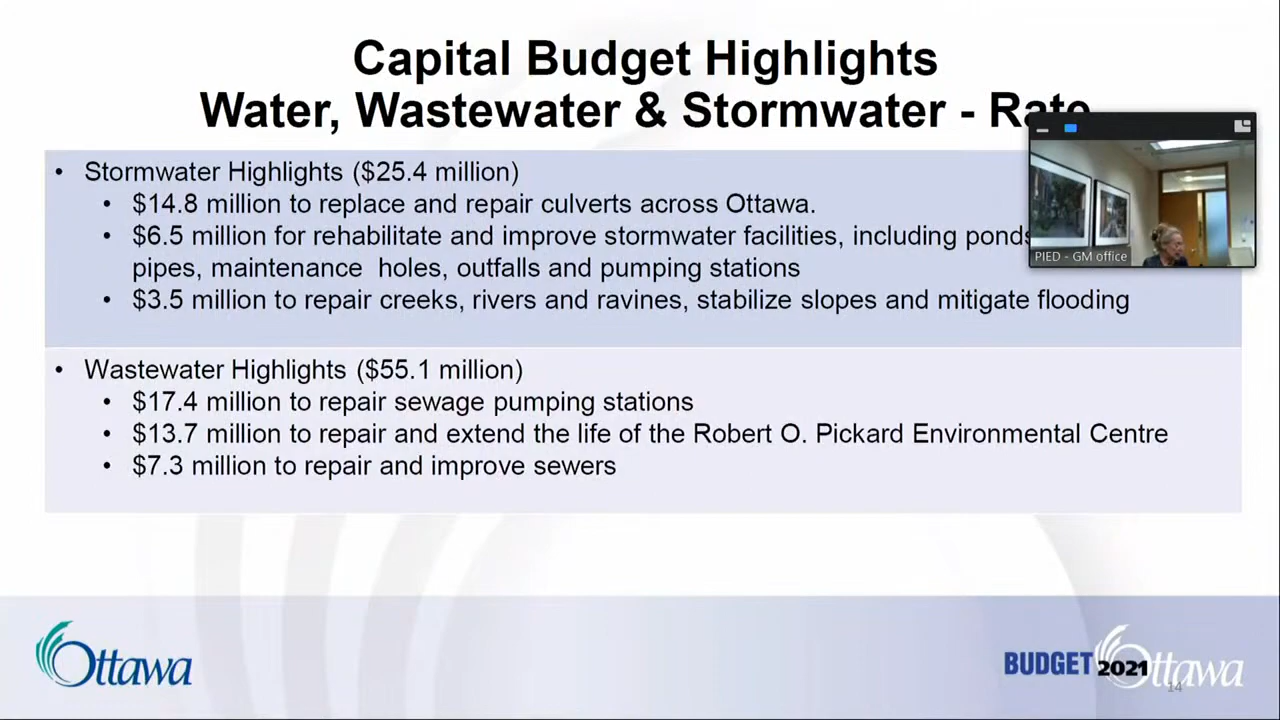 Capital Budget Highlights
Water, Wastewater & Stormwater - Rate
• Stormwater Highlights ($25.4 million)
• $14.8 million to replace and repair culverts across Ottawa.
• $6.5 million for rehabilitate and improve stormwater facilities, including ponds
pipes, maintenance holes, outfalls and pumping stations
• $3.5 million to repair creeks, rivers and ravines, stabilize slopes and mitigate flooding
PIED - GM office
• Wastewater Highlights ($55.1 million)
• $17.4 million to repair sewage pumping stations
• $13.7 million to repair and extend the life of the Robert O. Pickard Environmental Centre
• $7.3 million to repair and improve sewers
Ottawa
BUDGET 2021 Ottawa
14